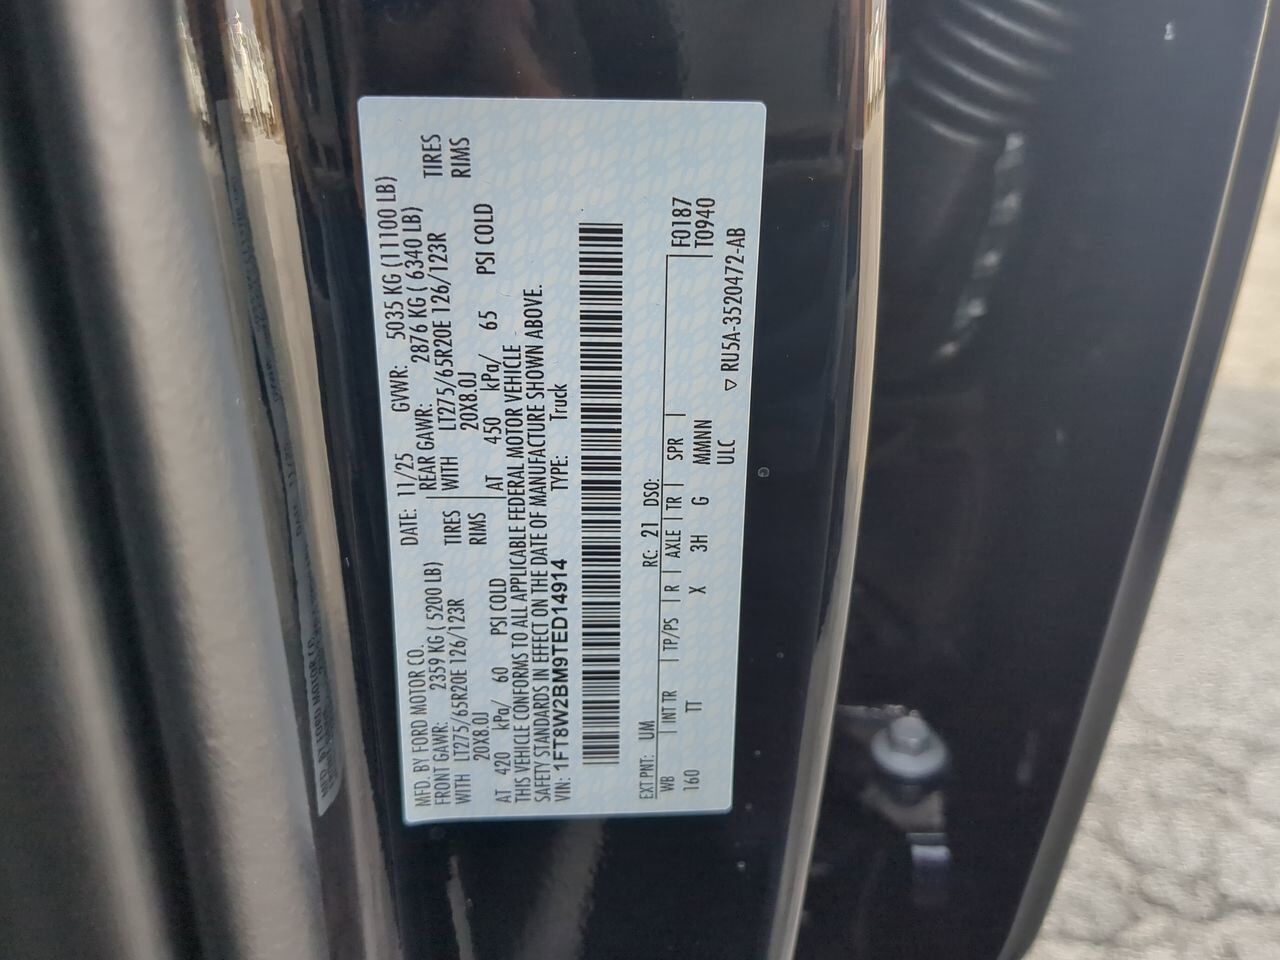 MFD. BY FORD MOTOR CO. DATE: 11/25 GVWR: 5035 KG (11100 LB)
FRONT GAWR: 2359 KG ( 5200 LB) REAR GAWR: 2876 KG ( 6340 LB)
WITH LT275/65R20E 126/123R TIRES WITH LT275/65R20E 126/123R TIRES
20X8.0J RIMS 20X8.0J RIMS
AT 420 kPa/ 60 PSI COLD AT 450 kPa/ 65 PSI COLD
THIS VEHICLE CONFORMS TO ALL APPLICABLE FEDERAL MOTOR VEHICLE
SAFETY STANDARDS IN EFFECT ON THE DATE OF MANUFACTURE SHOWN ABOVE.
VIN: 1FT8W2BM9TED14914 TYPE: Truck
EXT PNT: UM RC: 21 DSO:
WB INT TR TP/PS R AXLE TR SPR F0187
160 TT X 3H G MMNN T0940
ULC ▽ RU5A-3520472-AB